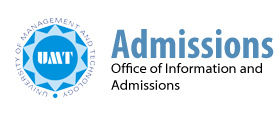 UNIVERSITY OF MANAGEMENT AND TECHNOLOGY
UMT
Admissions
Office of Information and
Admissions